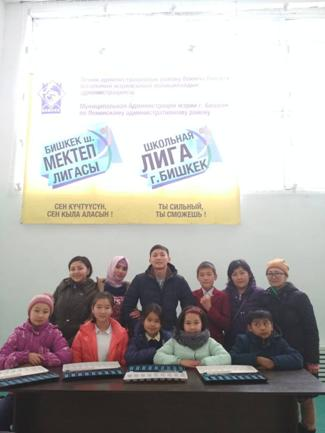 Муниципальная Администрация мэрии г. Бишкек
по Ленинскому административному району
БИШКЕК Ш.
МЕКТЕП
ЛИГАСЫ
ШКОЛЬНАЯ
ЛИГА
г. БИШКЕК
СЕН КҮЧТҮҮСҮҢ,
СЕН КЫЛА АЛАСЫҢ !
ТЫ СИЛЬНЫЙ,
ТЫ СМОЖЕШЬ !